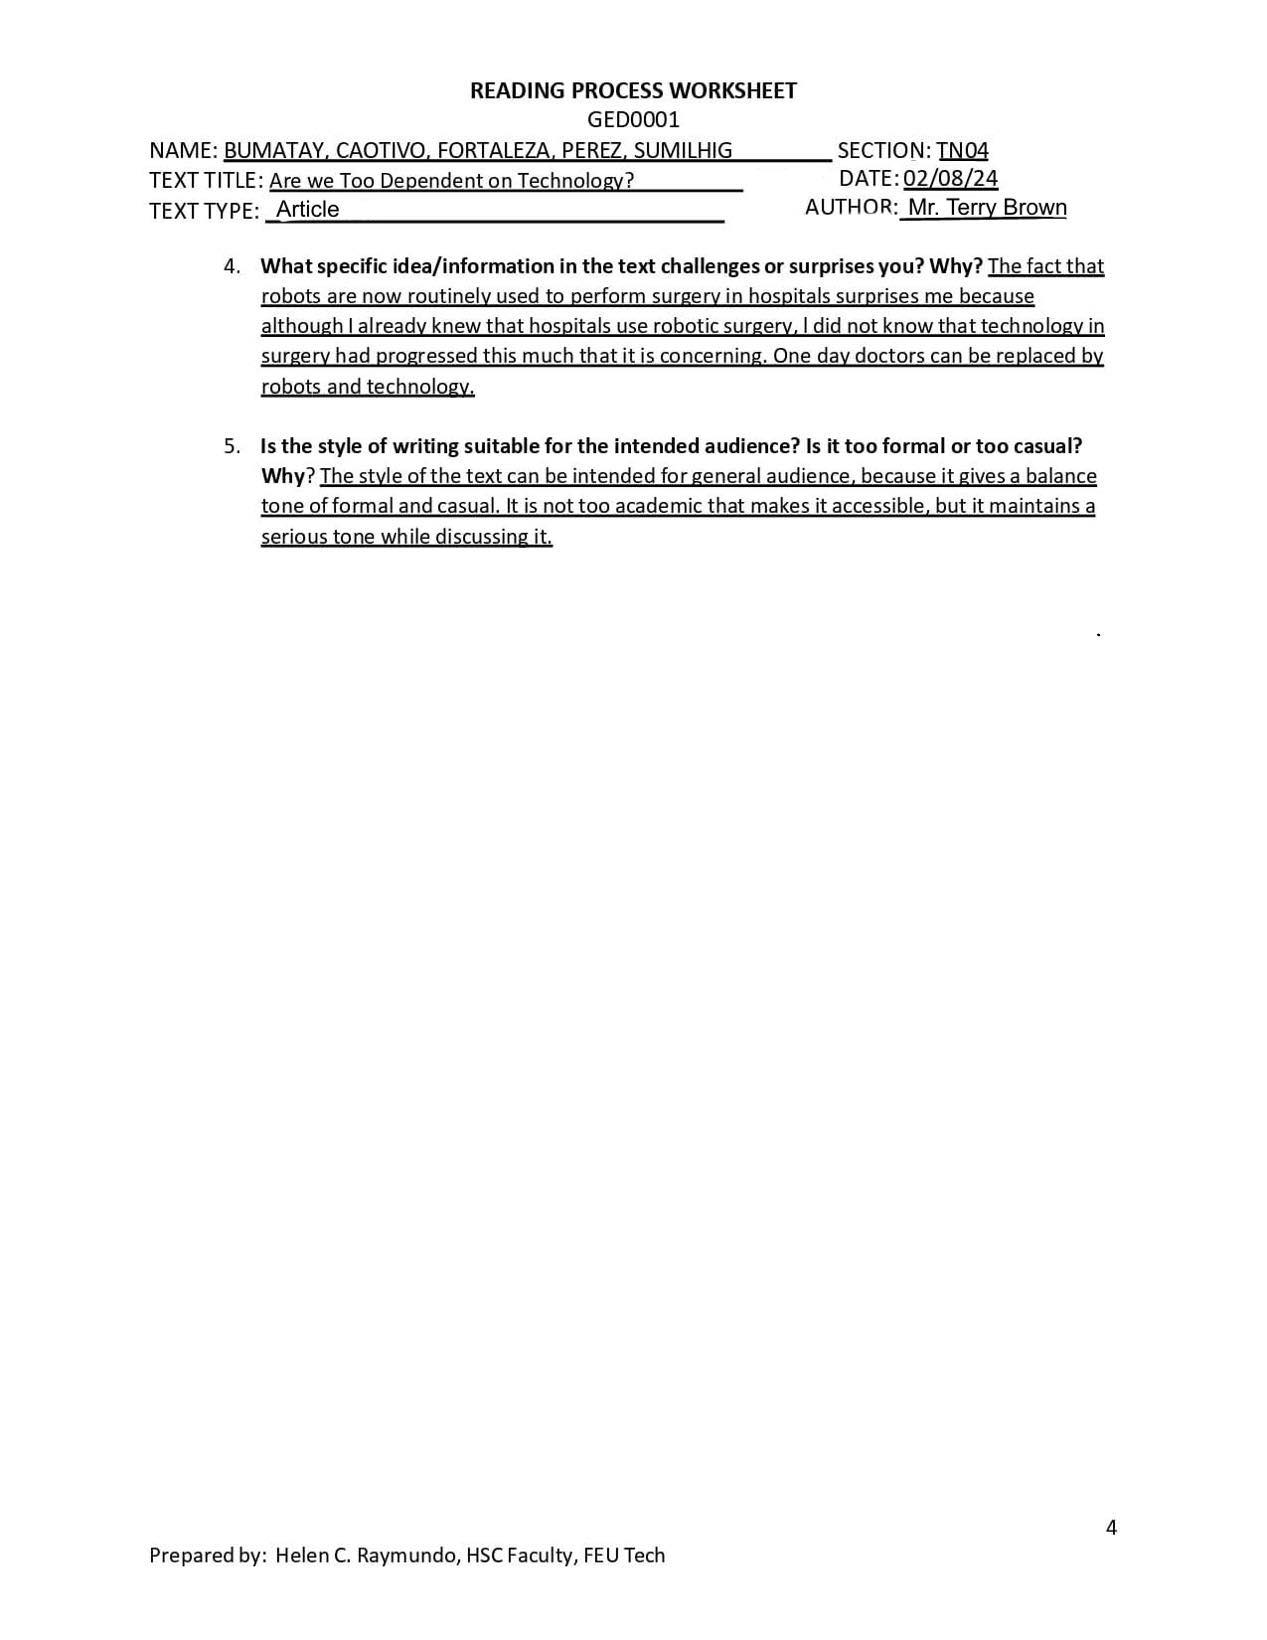 READING PROCESS WORKSHEET
GED0001
NAME: BUMATAY, CAOTIVO, FORTALEZA, PEREZ, SUMILHIG SECTION: TN04
TEXT TITLE: Are we Too Dependent on Technology? DATE: 02/08/24
TEXT TYPE: Article AUTHOR: Mr. Terry Brown
4. What specific idea/information in the text challenges or surprises you? Why? The fact that
robots are now routinely used to perform surgery in hospitals surprises me because
although I already knew that hospitals use robotic surgery, I did not know that technology in
surgery had progressed this much that it is concerning. One day doctors can be replaced by
robots and technology.
5. Is the style of writing suitable for the intended audience? Is it too formal or too casual?
Why? The style of the text can be intended for general audience, because it gives a balance
tone of formal and casual. It is not too academic that makes it accessible, but it maintains a
serious tone while discussing it.
4
Prepared by: Helen C. Raymundo, HSC Faculty, FEU Tech